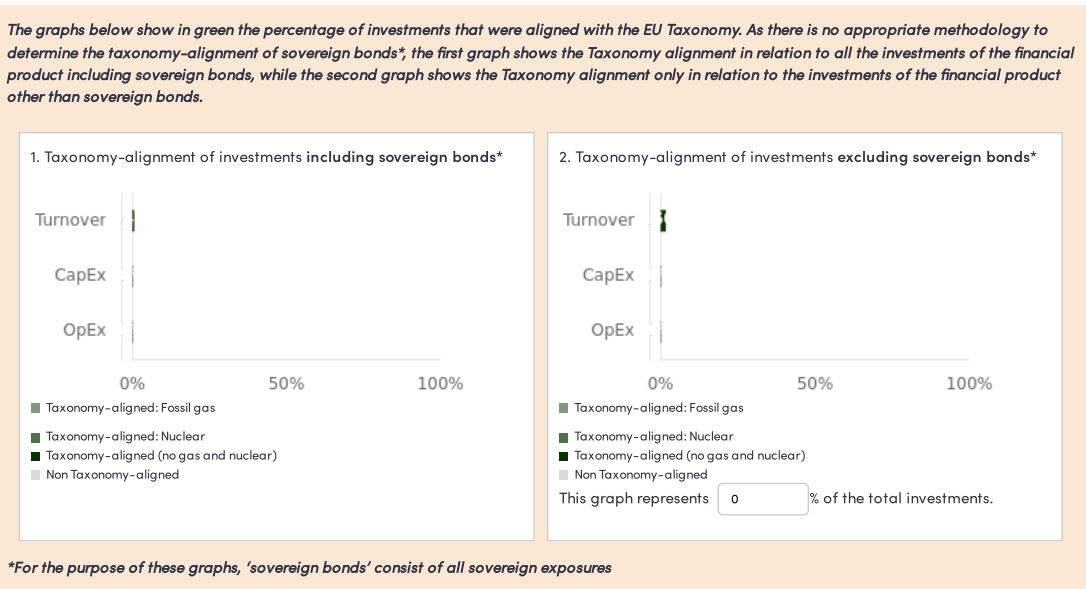 The graphs below show in green the percentage of investments that were aligned with the EU Taxonomy. As there is no appropriate methodology to
determine the taxonomy-alignment of sovereign bonds*, the first graph shows the Taxonomy alignment in relation to all the investments of the financial
product including sovereign bonds, while the second graph shows the Taxonomy alignment only in relation to the investments of the financial product
other than sovereign bonds.
1. Taxonomy-alignment of investments including sovereign bonds*
Turnover
CapEx
OpEx
0% 50% 100%
Taxonomy-aligned: Fossil gas
Taxonomy-aligned: Nuclear
Taxonomy-aligned (no gas and nuclear)
Non Taxonomy-aligned
2. Taxonomy-alignment of investments excluding sovereign bonds*
Turnover
CapEx
OpEx
0% 50% 100%
Taxonomy-aligned: Fossil gas
Taxonomy-aligned: Nuclear
Taxonomy-aligned (no gas and nuclear)
Non Taxonomy-aligned
This graph represents 0 % of the total investments.
*For the purpose of these graphs, ‘sovereign bonds’ consist of all sovereign exposures